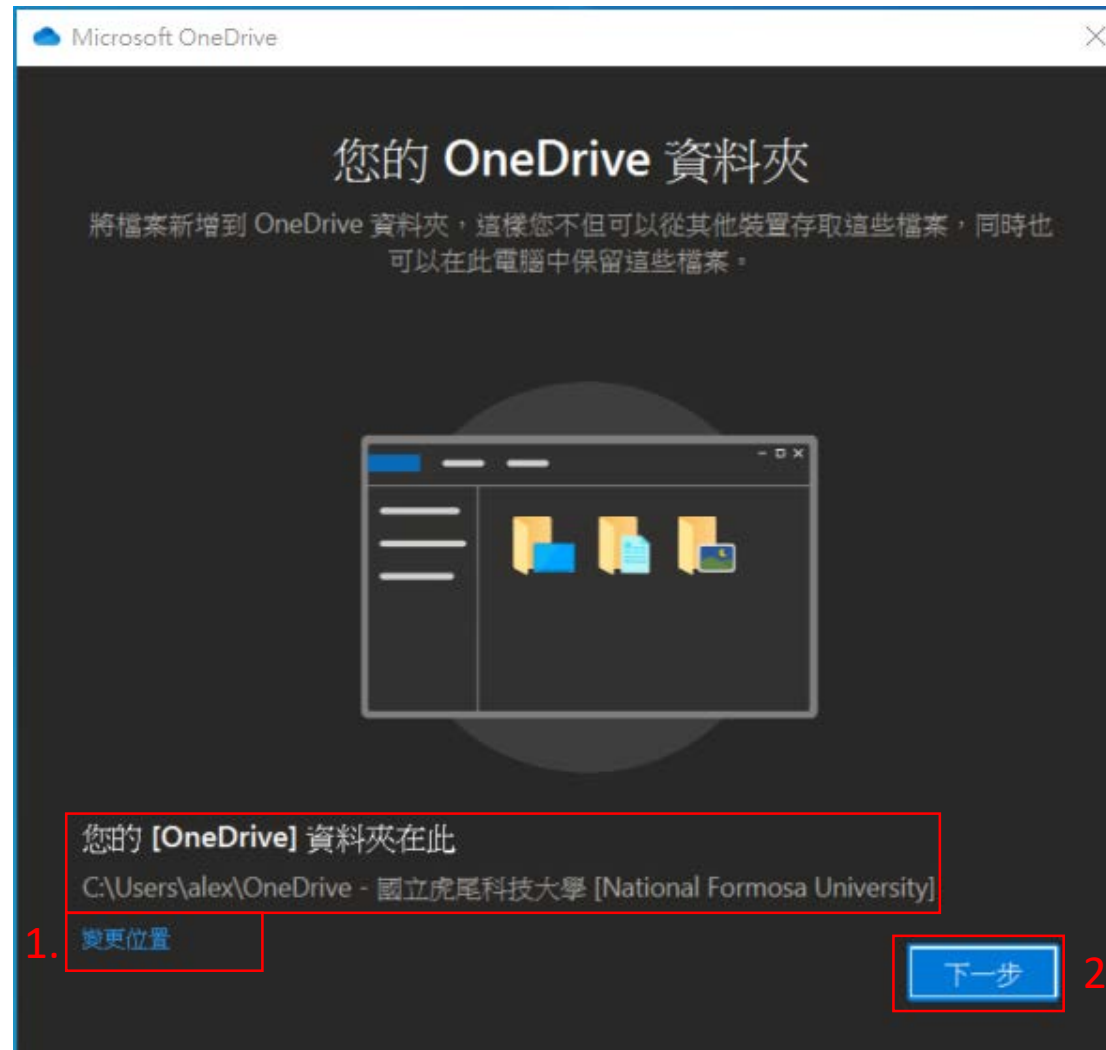 Microsoft OneDrive
您的 OneDrive 資料夾
將檔案新增到 OneDrive 資料夾，這樣您不但可以從其他裝置存取這些檔案，同時也
可以在此電腦中保留這些檔案。
您的 [OneDrive] 資料夾在此
C:\Users\alex\OneDrive - 國立虎尾科技大學 [National Formosa University]
1. 變更位置
下一步 2